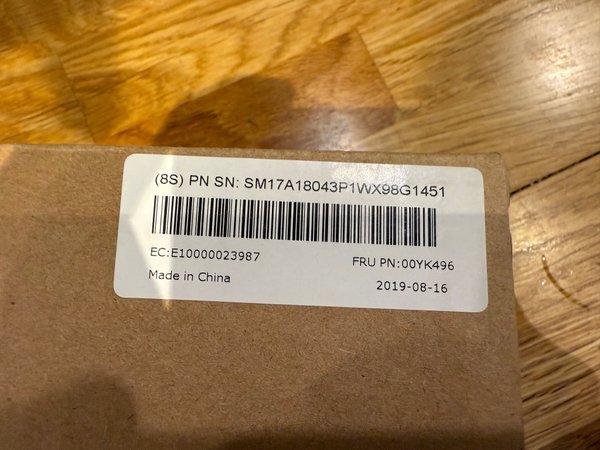 (8S) PN SN: SM17A18043P1WX98G1451
EC:E10000023987
FRU PN:00YK496
Made in China
2019-08-16